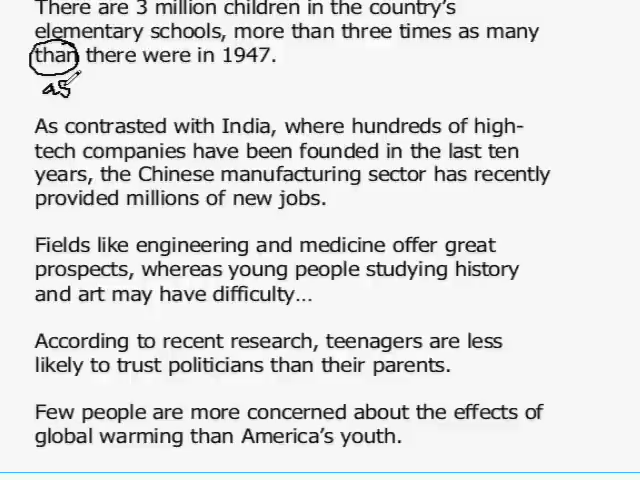 There are 3 million children in the country's
elementary schools, more than three times as many
than there were in 1947.
as
As contrasted with India, where hundreds of high-
tech companies have been founded in the last ten
years, the Chinese manufacturing sector has recently
provided millions of new jobs.
Fields like engineering and medicine offer great
prospects, whereas young people studying history
and art may have difficulty...
According to recent research, teenagers are less
likely to trust politicians than their parents.
Few people are more concerned about the effects of
global warming than America's youth.